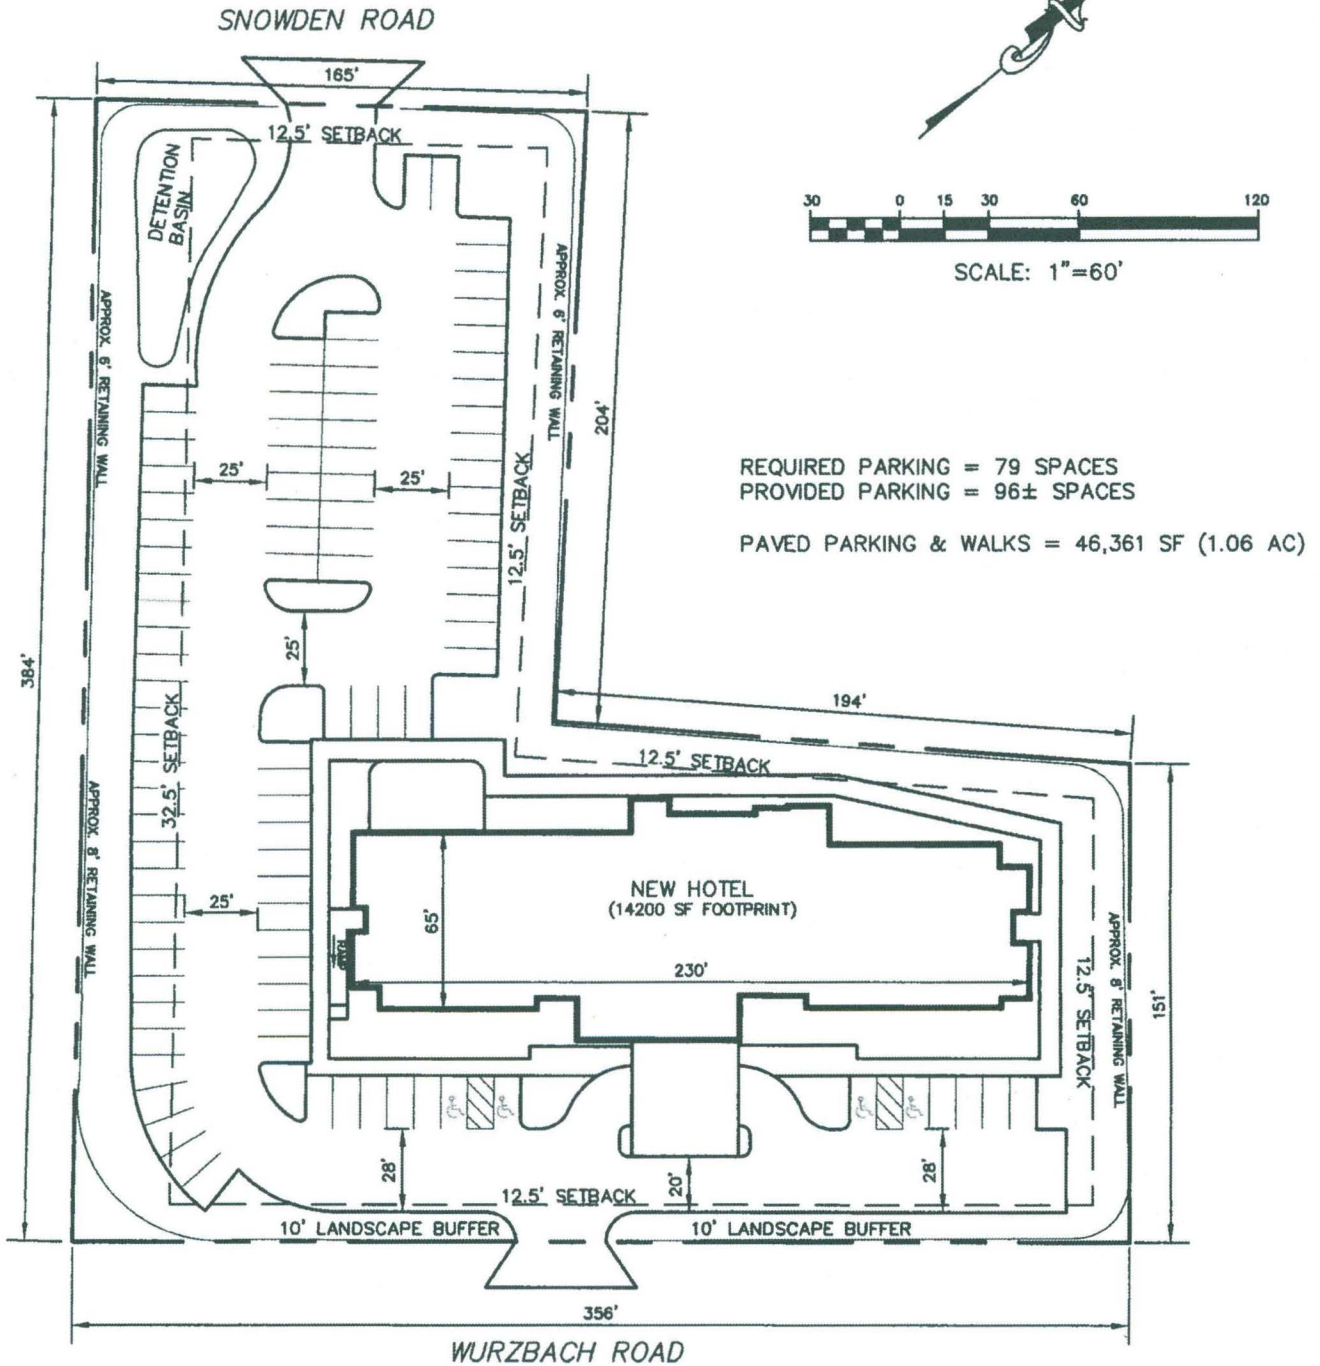 SNOWDEN ROAD
165'
12.5' SETBACK
DETENTION
BASIN
30 0 15 30 60 120
SCALE: 1"=60'
APPROX. 6' RETAINING WALL
APPROX. 6' RETAINING WALL
204'
REQUIRED PARKING = 79 SPACES
PROVIDED PARKING = 96± SPACES
PAVED PARKING & WALKS = 46,361 SF (1.06 AC)
25'
25'
12.5' SETBACK
25'
384'
194'
32.5' SETBACK
12.5' SETBACK
APPROX. 8' RETAINING WALL
NEW HOTEL
(14200 SF FOOTPRINT)
25'
65'
RAMP
230'
12.5' SETBACK
APPROX. 8' RETAINING WALL
151'
28'
20'
28'
12.5' SETBACK
10' LANDSCAPE BUFFER
10' LANDSCAPE BUFFER
356'
WURZBACH ROAD